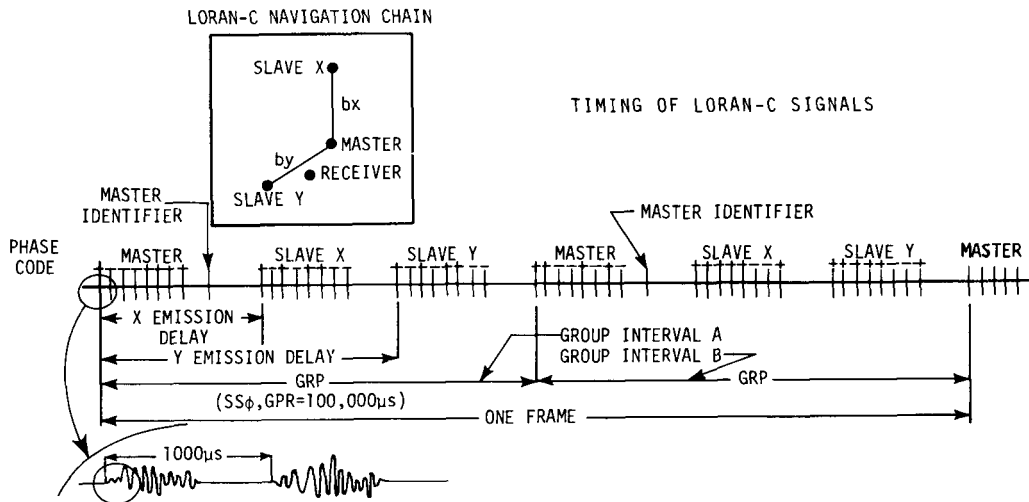 LORAN-C NAVIGATION CHAIN
SLAVE X
bx
MASTER
by
RECEIVER
SLAVE Y
TIMING OF LORAN-C SIGNALS
MASTER
IDENTIFIER
MASTER IDENTIFIER
PHASE
CODE
MASTER
SLAVE X
SLAVE Y
MASTER
SLAVE X
SLAVE Y
MASTER
X EMISSION
DELAY
Y EMISSION DELAY
GROUP INTERVAL A
GROUP INTERVAL B
GRP
GRP
(SSφ,GPR=100,000μs)
ONE FRAME
1000μs